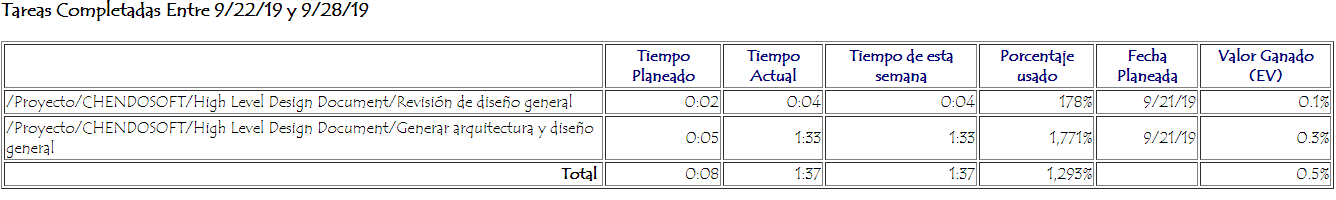 Tareas Completadas Entre 9/22/19 y 9/28/19
Tiempo Planeado Tiempo Actual Tiempo de esta semana Porcentaje usado Fecha Planeada Valor Ganado (EV)
/Proyecto/CHENDOSOFT/High Level Design Document/Revisión de diseño general 0:02 0:04 0:04 178% 9/21/19 0.1%
/Proyecto/CHENDOSOFT/High Level Design Document/Generar arquitectura y diseño general 0:05 1:33 1:33 1,771% 9/21/19 0.3%
Total 0:08 1:37 1:37 1,293% 0.5%